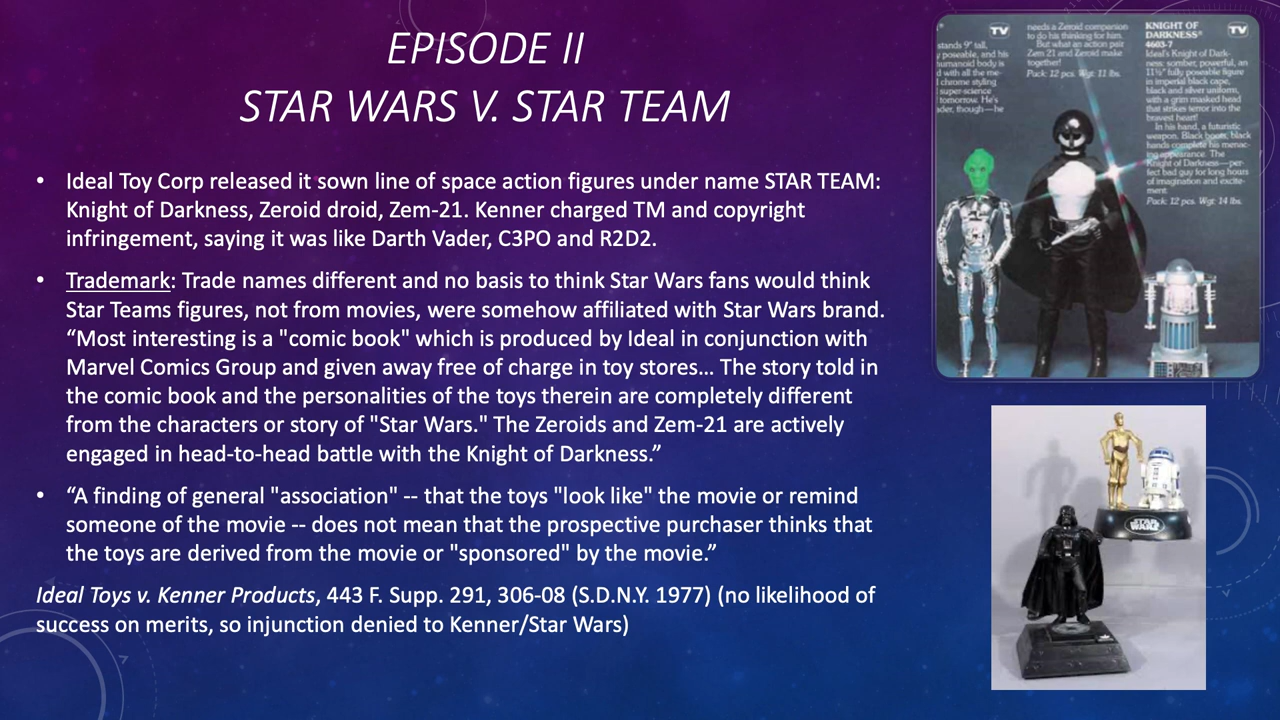 EPISODE II
STAR WARS V. STAR TEAM
• Ideal Toy Corp released it sown line of space action figures under name STAR TEAM:
Knight of Darkness, Zeroid droid, Zem-21. Kenner charged TM and copyright
infringement, saying it was like Darth Vader, C3PO and R2D2.
• Trademark: Trade names different and no basis to think Star Wars fans would think
Star Teams figures, not from movies, were somehow affiliated with Star Wars brand.
“Most interesting is a "comic book" which is produced by Ideal in conjunction with
Marvel Comics Group and given away free of charge in toy stores… The story told in
the comic book and the personalities of the toys therein are completely different
from the characters or story of "Star Wars." The Zeroids and Zem-21 are actively
engaged in head-to-head battle with the Knight of Darkness.”
• “A finding of general "association" -- that the toys "look like" the movie or remind
someone of the movie -- does not mean that the prospective purchaser thinks that
the toys are derived from the movie or "sponsored" by the movie.”
Ideal Toys v. Kenner Products, 443 F. Supp. 291, 306-08 (S.D.N.Y. 1977) (no likelihood of
success on merits, so injunction denied to Kenner/Star Wars)
TV
stands 9" tall,
y poseable, and his
humanoid body is
d with all the me-
l chrome styling
super-science
tomorrow. He's
ader, though—he
needs a Zeroid companion
to do his thinking for him.
But what an action pair
Zem 21 and Zeroid make
together!
Pack: 12 pcs. Wgt: 11 lbs.
KNIGHT OF
DARKNESS®
4603-7
TV
Ideal's Knight of Dark-
ness: somber, powerful, an
11½" fully poseable figure
in imperial black cape,
black and silver uniform,
with a grim masked head
that strikes terror into the
bravest heart!
In his hand, a futuristic
weapon. Black boots, black
hands complete his menac-
ing appearance. The
Knight of Darkness—per-
fect bad guy for long hours
of imagination and excite-
ment.
Pack: 12 pcs. Wgt: 14 lbs.
STAR WARS